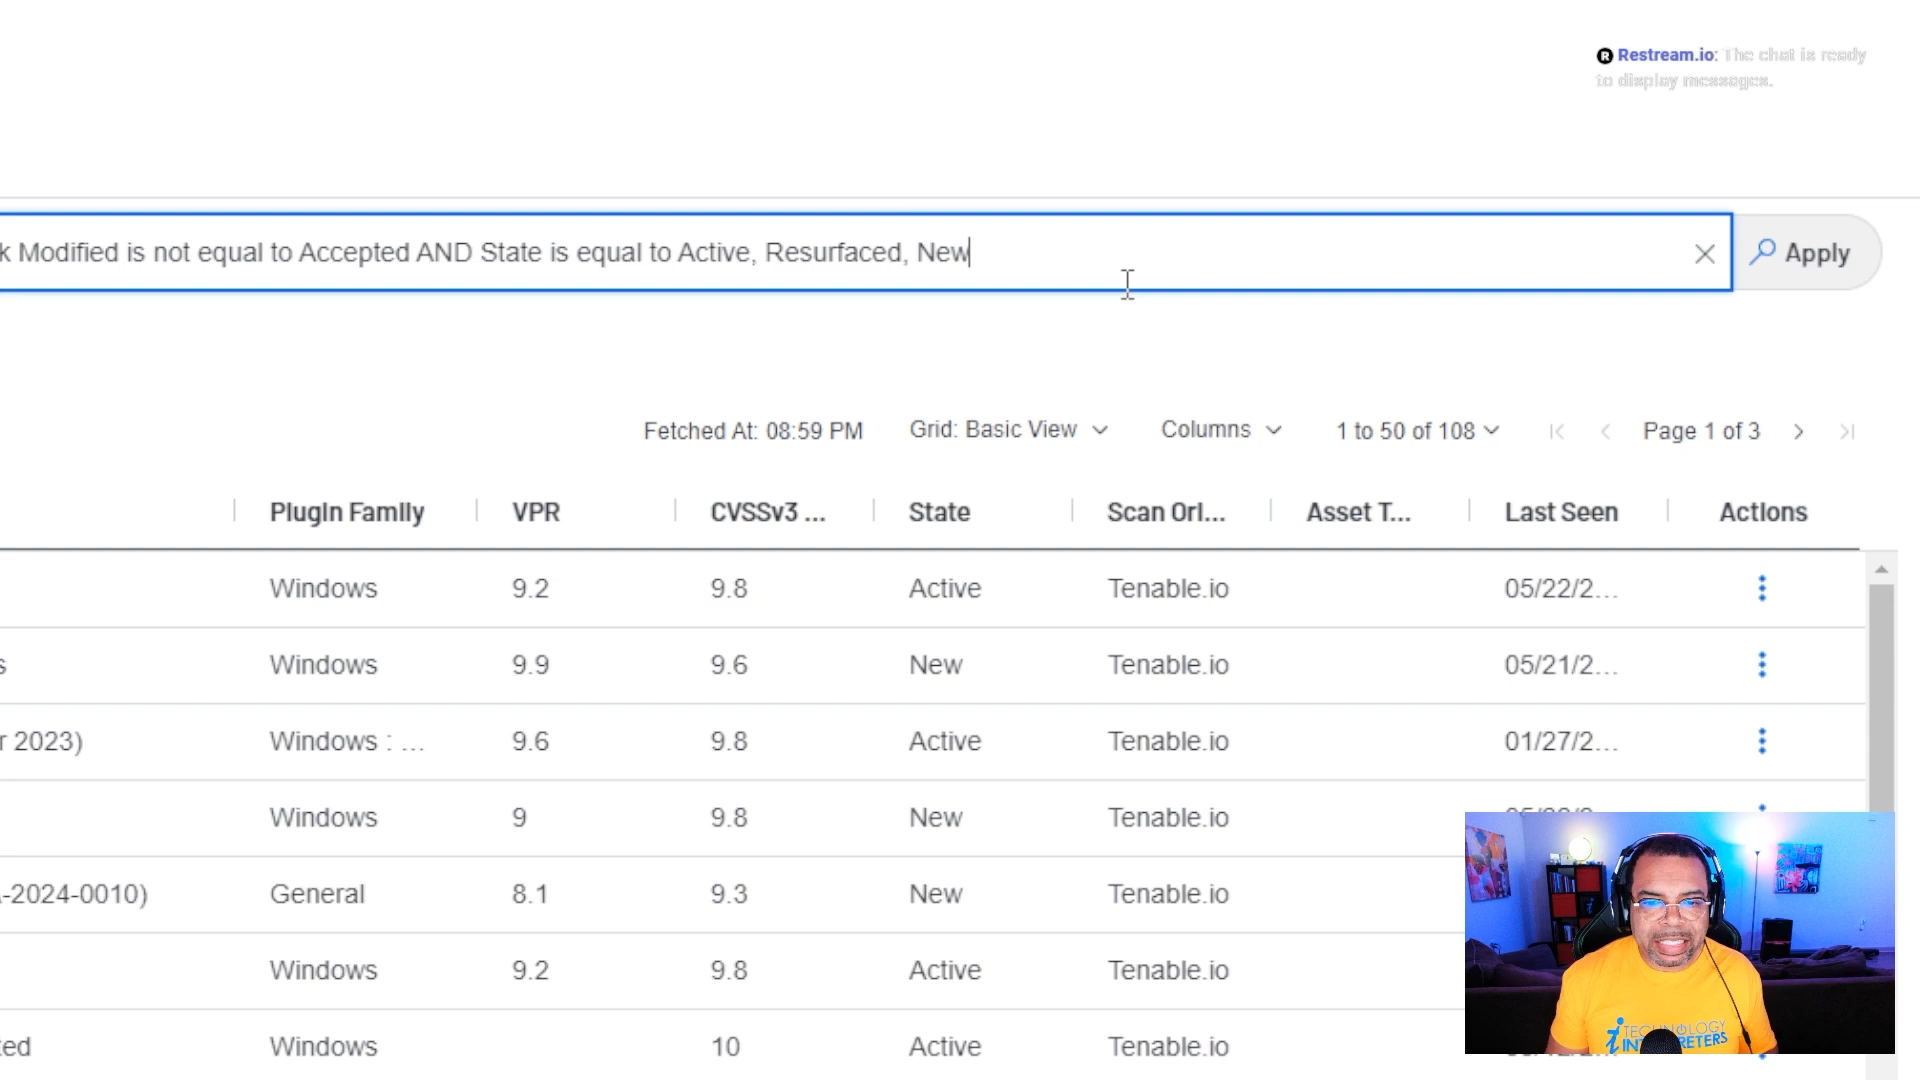 Restream.io: The chat is ready
to display messages.
k Modified is not equal to Accepted AND State is equal to Active, Resurfaced, New
Apply
Fetched At: 08:59 PM Grid: Basic View Columns 1 to 50 of 108 Page 1 of 3
Plugin Family VPR CVSSv3 ... State Scan Ori... Asset T... Last Seen Actions
Windows 9.2 9.8 Active Tenable.io 05/22/2...
s Windows 9.9 9.6 New Tenable.io 05/21/2...
r 2023) Windows : ... 9.6 9.8 Active Tenable.io 01/27/2...
Windows 9 9.8 New Tenable.io
-2024-0010) General 8.1 9.3 New Tenable.io
Windows 9.2 9.8 Active Tenable.io
ted Windows 10 Active Tenable.io
TECHNOLOGY